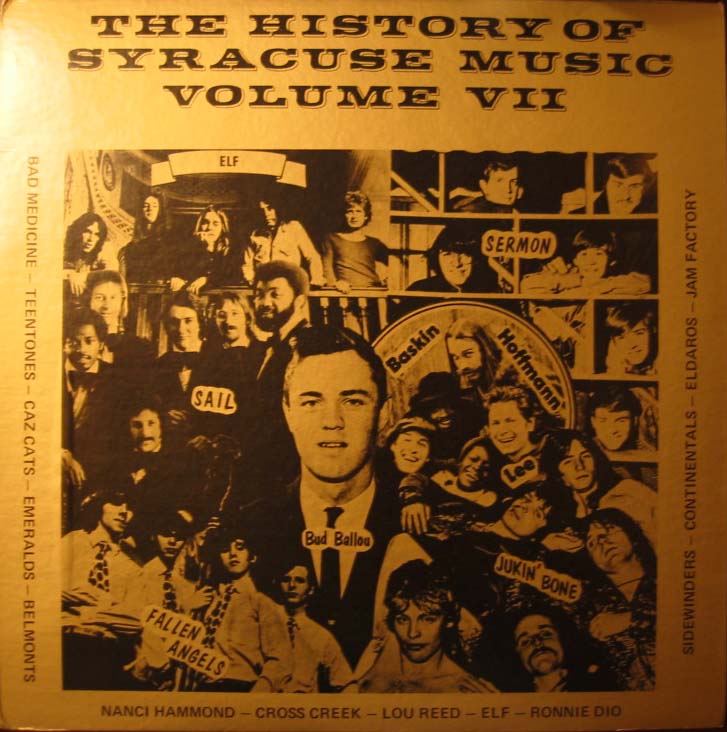 THE HISTORY OF
SYRACUSE MUSIC
VOLUME VII
BAD MEDICINE – TEENTONES – CAZ CATS – EMERALDS – BELMONTS
ELF
SERMON
Baskin
Hoffmann
SAIL
Lee
Bud Ballou
JUKIN' BONE
FALLEN
ANGELS
SIDEWINDERS – CONTINENTALS – ELDAROS – JAM FACTORY
NANCI HAMMOND – CROSS CREEK – LOU REED – ELF – RONNIE DIO